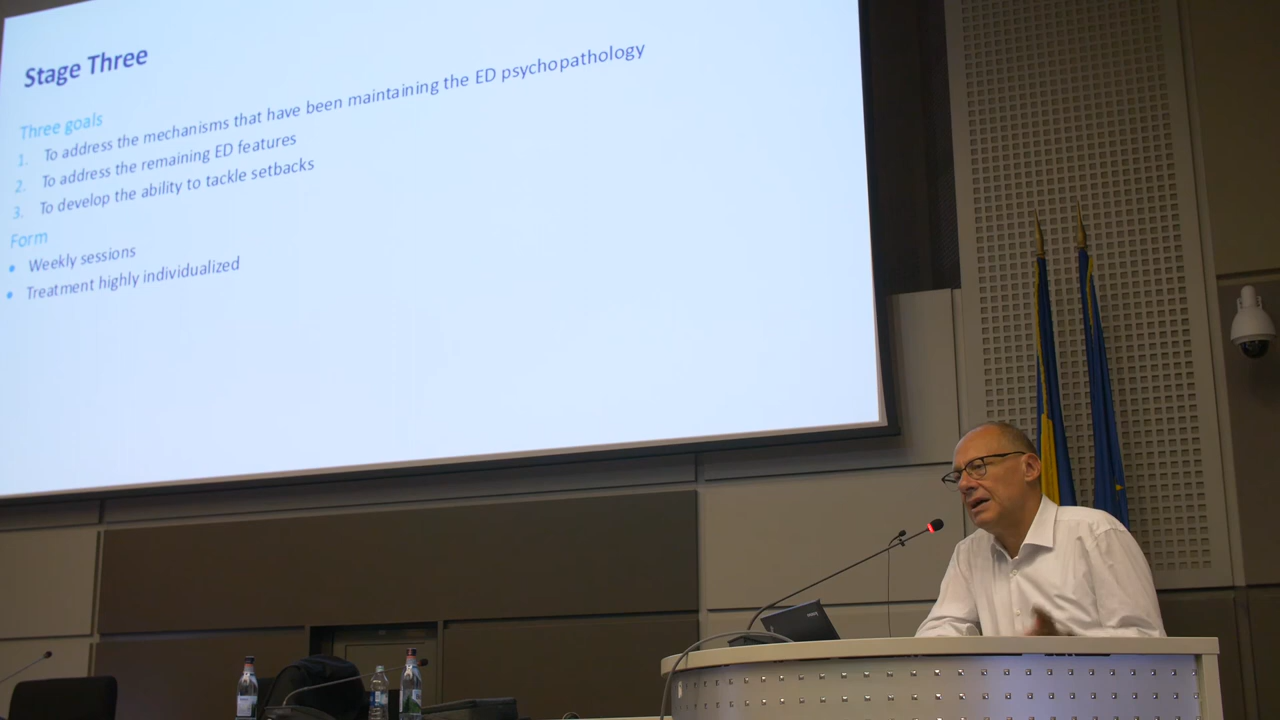 Stage Three
Three goals
1. To address the mechanisms that have been maintaining the ED psychopathology
2. To address the remaining ED features
3. To develop the ability to tackle setbacks
Form
• Weekly sessions
• Treatment highly individualized